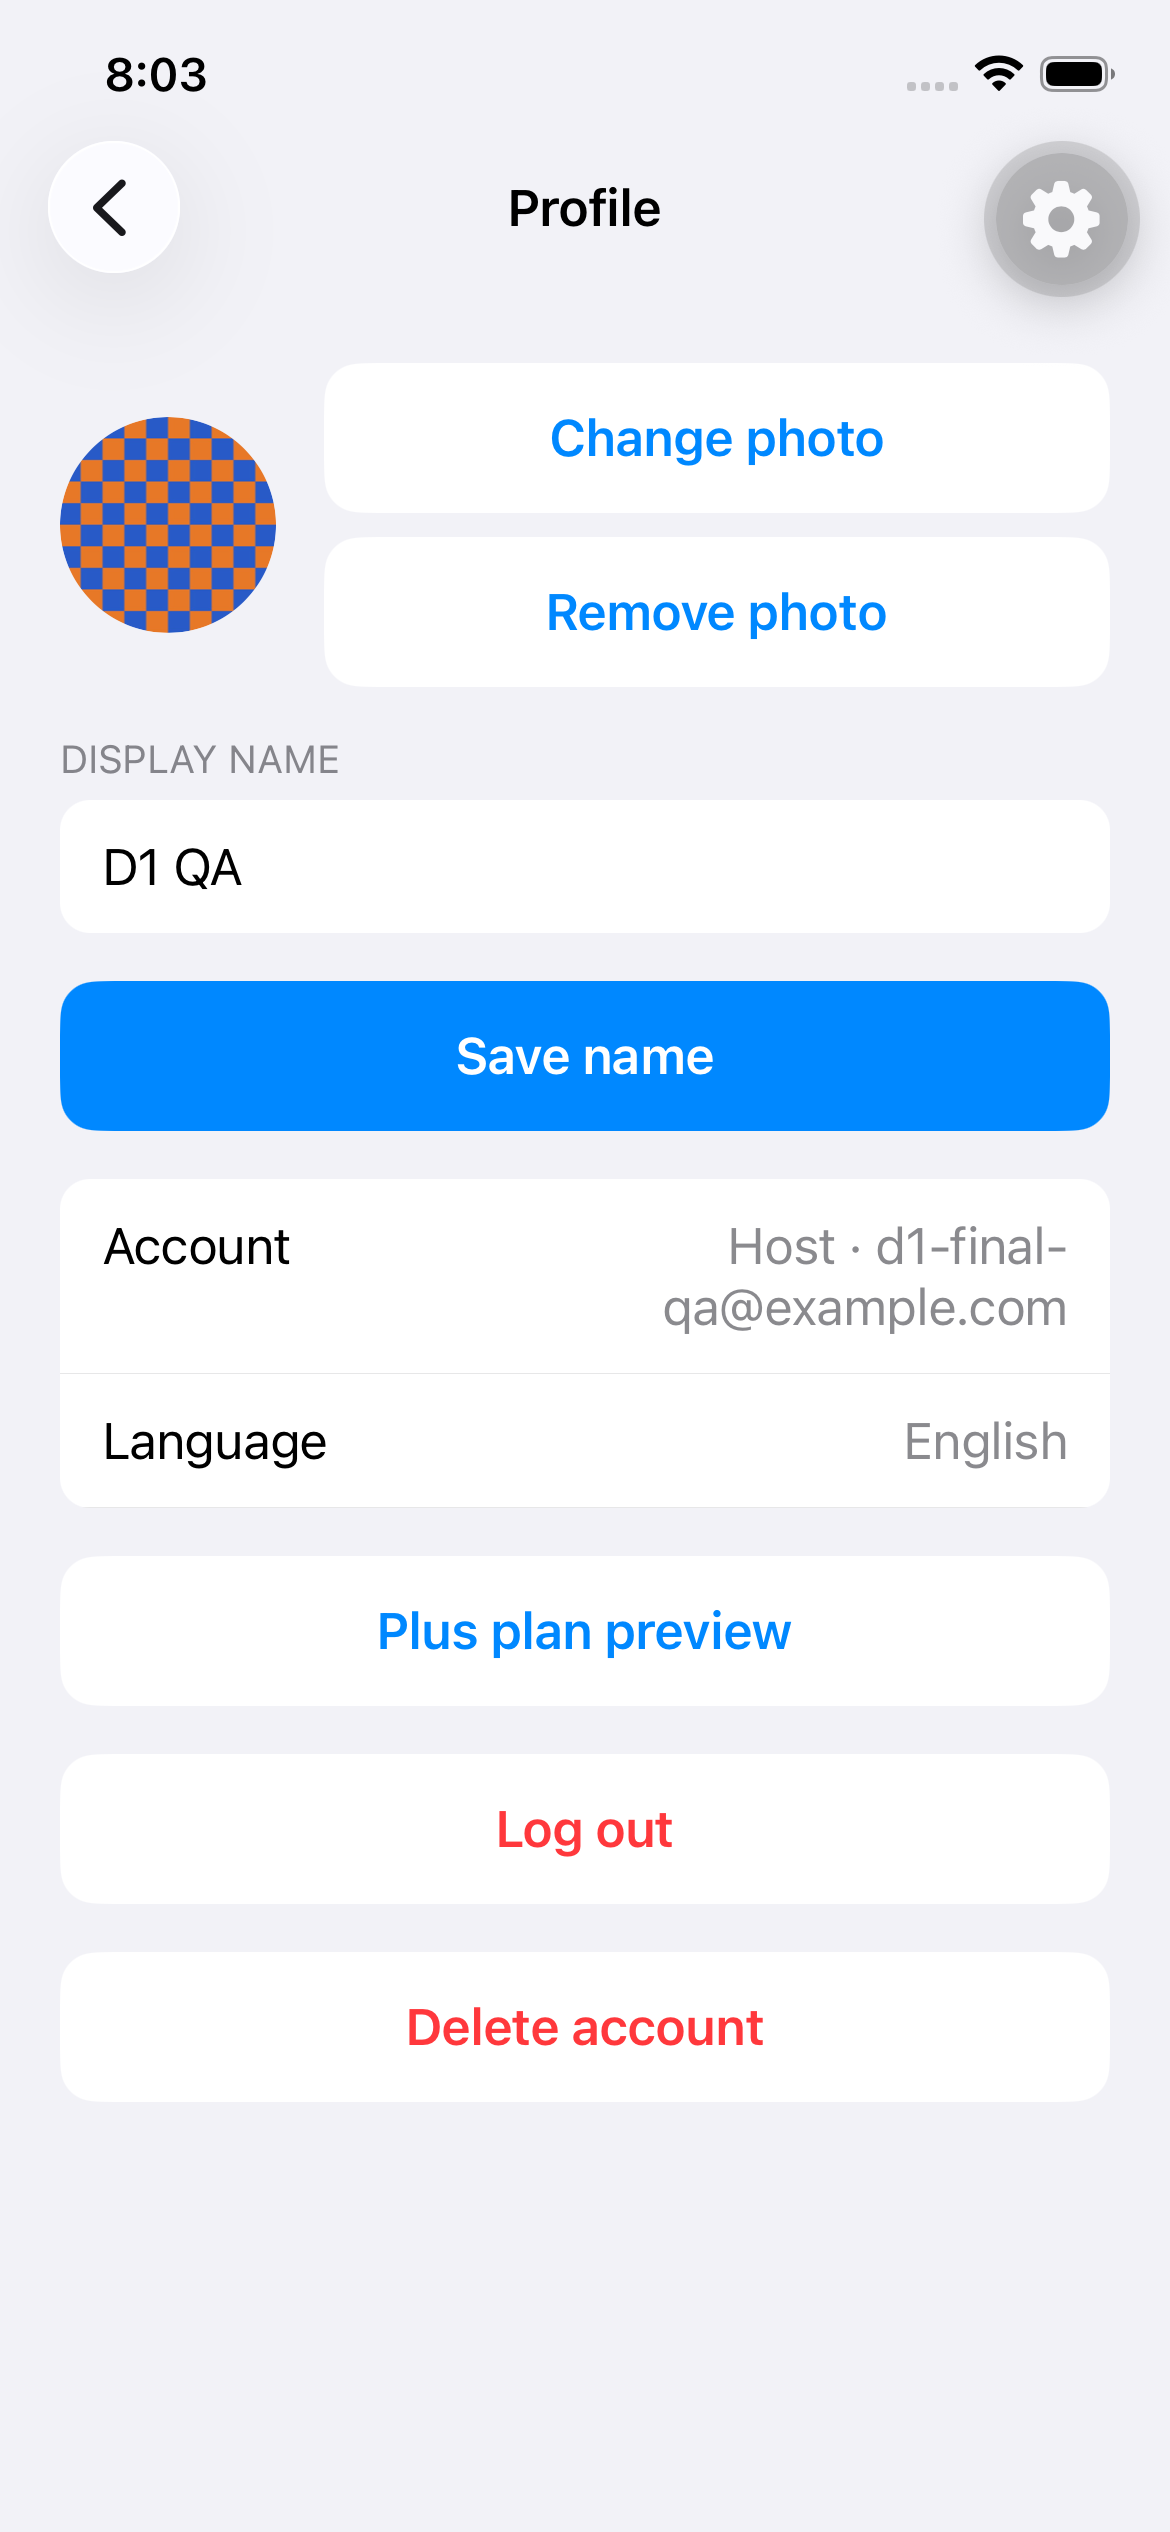 8:03
Profile
Change photo
Remove photo
DISPLAY NAME
D1 QA
Save name
Account
Host · d1-final-
qa@example.com
Language
English
Plus plan preview
Log out
Delete account